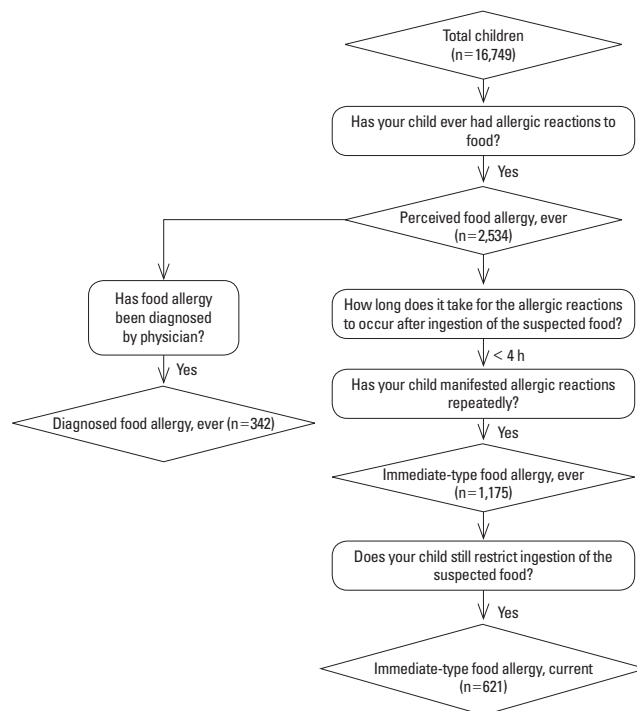 Total children
(n=16,749)
Has your child ever had allergic reactions to
food?
Yes
Perceived food allergy, ever
(n=2,534)
Has food allergy
been diagnosed
by physician?
Yes
Diagnosed food allergy, ever (n=342)
How long does it take for the allergic reactions
to occur after ingestion of the suspected food?
< 4 h
Has your child manifested allergic reactions
repeatedly?
Yes
Immediate-type food allergy, ever
(n=1,175)
Does your child still restrict ingestion of the
suspected food?
Yes
Immediate-type food allergy, current
(n=621)